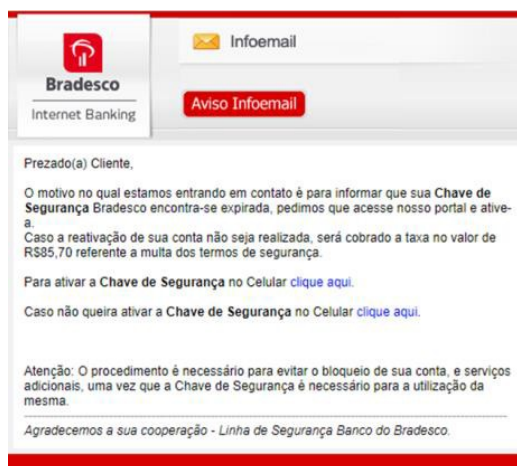 Infoemail
Bradesco
Internet Banking
Aviso Infoemail
Prezado(a) Cliente,
O motivo no qual estamos entrando em contato é para informar que sua Chave de
Segurança Bradesco encontra-se expirada, pedimos que acesse nosso portal e ative-
a.
Caso a reativação de sua conta não seja realizada, será cobrado a taxa no valor de
R$85,70 referente a multa dos termos de segurança.
Para ativar a Chave de Segurança no Celular clique aqui.
Caso não queira ativar a Chave de Segurança no Celular clique aqui.
Atenção: O procedimento é necessário para evitar o bloqueio de sua conta, e serviços
adicionais, uma vez que a Chave de Segurança é necessário para a utilização da
mesma.
Agradecemos a sua cooperação - Linha de Segurança Banco do Bradesco.